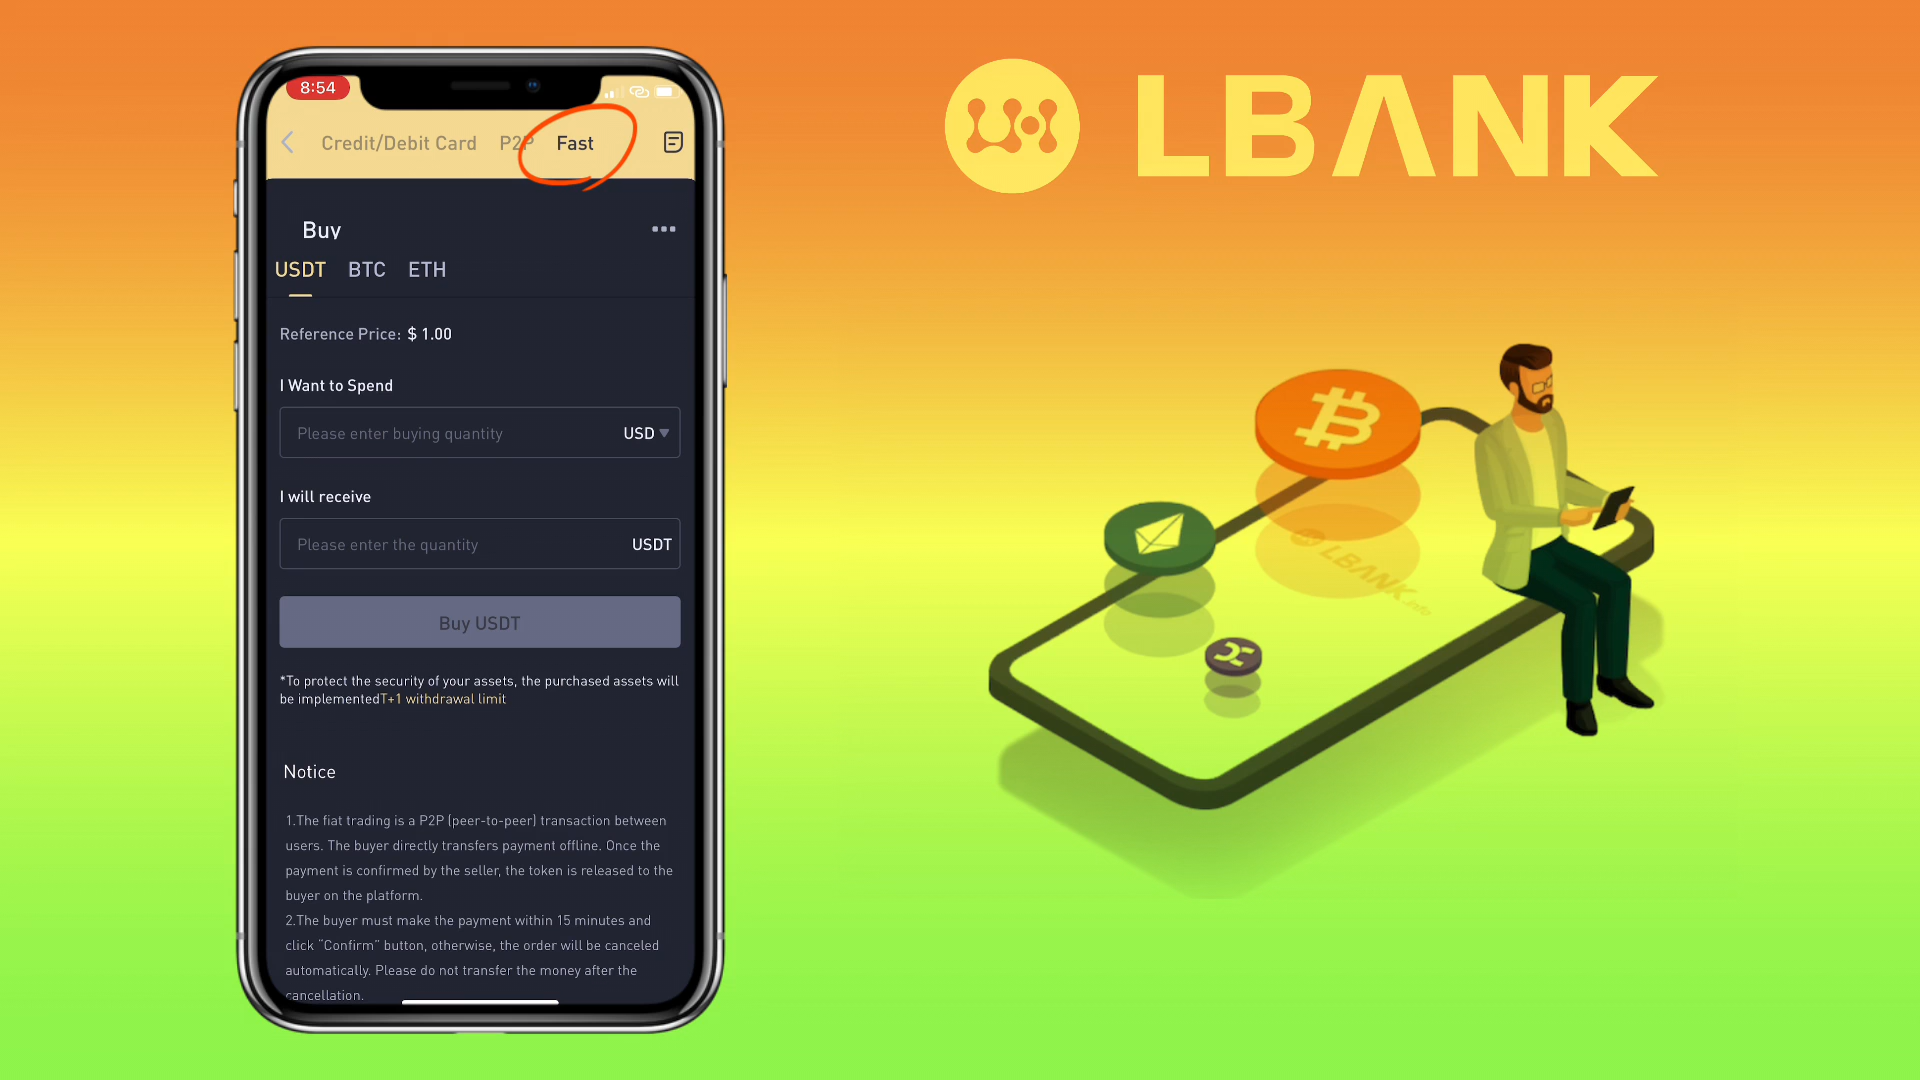 8:54
Credit/Debit Card P2P Fast
Buy
USDT BTC ETH
Reference Price: $ 1.00
I Want to Spend
Please enter buying quantity USD
I will receive
Please enter the quantity USDT
Buy USDT
*To protect the security of your assets, the purchased assets will
be implementedT+1 withdrawal limit
Notice
1.The fiat trading is a P2P (peer-to-peer) transaction between
users. The buyer directly transfers payment offline. Once the
payment is confirmed by the seller, the token is released to the
buyer on the platform.
2.The buyer must make the payment within 15 minutes and
click “Confirm” button, otherwise, the order will be canceled
automatically. Please do not transfer the money after the
cancellation.
LBANK
LBANK.info